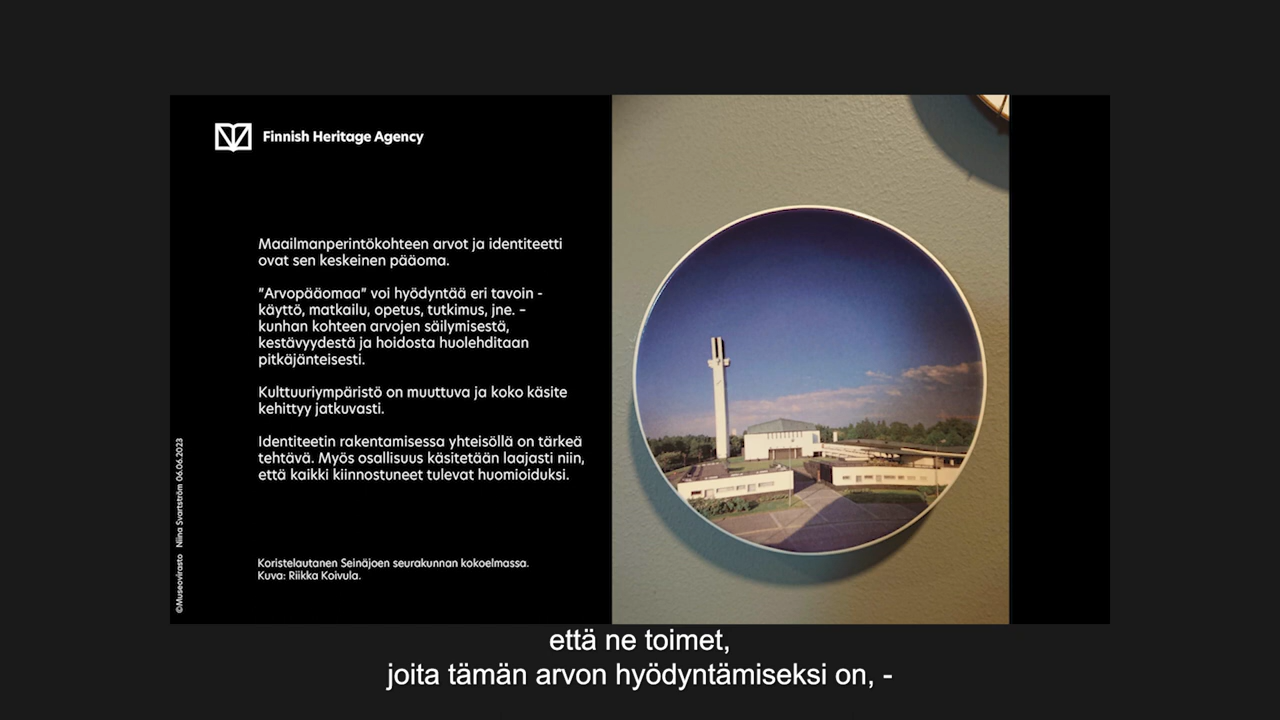 Finnish Heritage Agency
Maailmanperintökohteen arvot ja identiteetti
ovat sen keskeinen pääoma.
"Arvopääomaa" voi hyödyntää eri tavoin -
käyttö, matkailu, opetus, tutkimus, jne. –
kunhan kohteen arvojen säilymisestä,
kestävyydestä ja hoidosta huolehditaan
pitkäjänteisesti.
Kulttuuriympäristö on muuttuva ja koko käsite
kehittyy jatkuvasti.
Identiteetin rakentamisessa yhteisöllä on tärkeä
tehtävä. Myös osallisuus käsitetään laajasti niin,
että kaikki kiinnostuneet tulevat huomioiduksi.
Koristelautanen Seinäjoen seurakunnan kokoelmassa.
Kuva: Riikka Koivula.
©Museovirasto Niina Svartström 06.06.2023
että ne toimet,
joita tämän arvon hyödyntämiseksi on, -